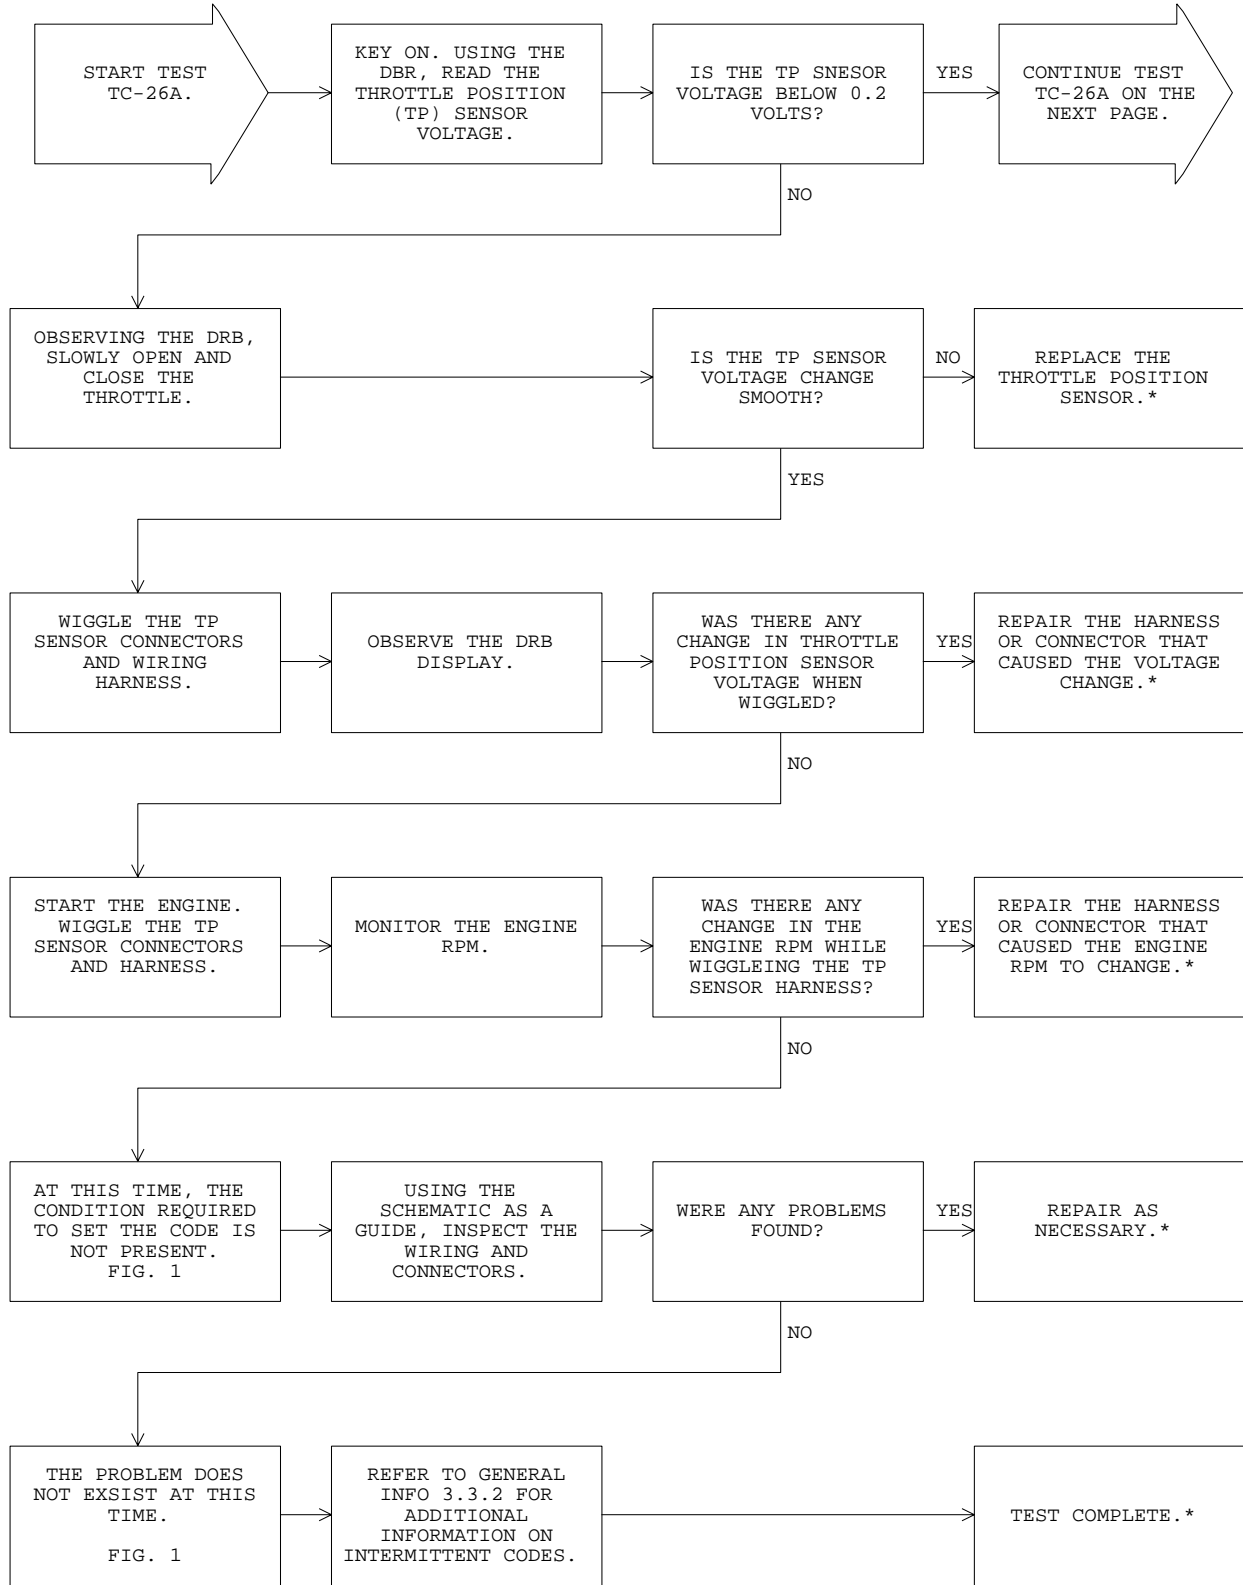 START TEST
TC-26A.
KEY ON. USING THE
DBR, READ THE
THROTTLE POSITION
(TP) SENSOR
VOLTAGE.
IS THE TP SNESOR
VOLTAGE BELOW 0.2
VOLTS?
YES
CONTINUE TEST
TC-26A ON THE
NEXT PAGE.
NO
OBSERVING THE DRB,
SLOWLY OPEN AND
CLOSE THE
THROTTLE.
IS THE TP SENSOR
VOLTAGE CHANGE
SMOOTH?
NO
REPLACE THE
THROTTLE POSITION
SENSOR.*
YES
WIGGLE THE TP
SENSOR CONNECTORS
AND WIRING
HARNESS.
OBSERVE THE DRB
DISPLAY.
WAS THERE ANY
CHANGE IN THROTTLE
POSITION SENSOR
VOLTAGE WHEN
WIGGLED?
YES
REPAIR THE HARNESS
OR CONNECTOR THAT
CAUSED THE VOLTAGE
CHANGE.*
NO
START THE ENGINE.
WIGGLE THE TP
SENSOR CONNECTORS
AND HARNESS.
MONITOR THE ENGINE
RPM.
WAS THERE ANY
CHANGE IN THE
ENGINE RPM WHILE
WIGGLEING THE TP
SENSOR HARNESS?
YES
REPAIR THE HARNESS
OR CONNECTOR THAT
CAUSED THE ENGINE
RPM TO CHANGE.*
NO
AT THIS TIME, THE
CONDITION REQUIRED
TO SET THE CODE IS
NOT PRESENT.
FIG. 1
USING THE
SCHEMATIC AS A
GUIDE, INSPECT THE
WIRING AND
CONNECTORS.
WERE ANY PROBLEMS
FOUND?
YES
REPAIR AS
NECESSARY.*
NO
THE PROBLEM DOES
NOT EXSIST AT THIS
TIME.
FIG. 1
REFER TO GENERAL
INFO 3.3.2 FOR
ADDITIONAL
INFORMATION ON
INTERMITTENT CODES.
TEST COMPLETE.*